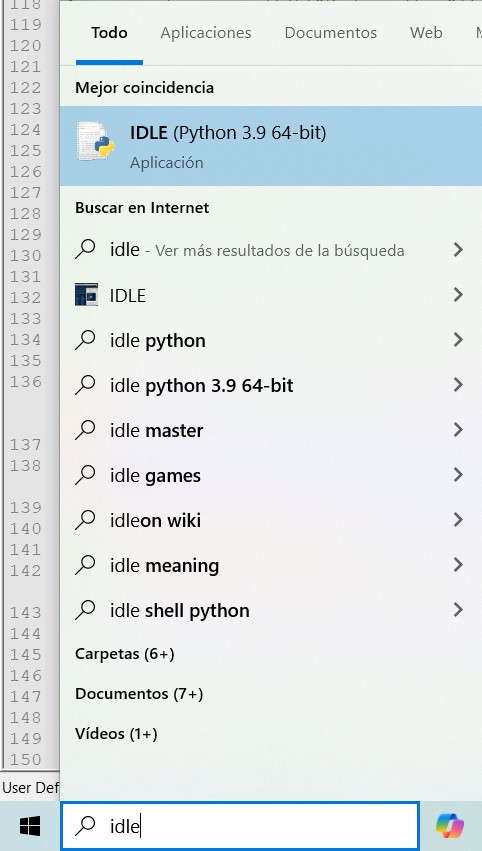 118
119
120
121
122
123
124
125
126
127
128
129
130
131
132
133
134
135
136
137
138
139
140
141
142
143
144
145
146
147
148
149
150
User Def
Todo Aplicaciones Documentos Web
Mejor coincidencia
IDLE (Python 3.9 64-bit)
Aplicación
Buscar en Internet
idle - Ver más resultados de la búsqueda
IDLE
idle python
idle python 3.9 64-bit
idle master
idle games
idleon wiki
idle meaning
idle shell python
Carpetas (6+)
Documentos (7+)
Vídeos (1+)
idle